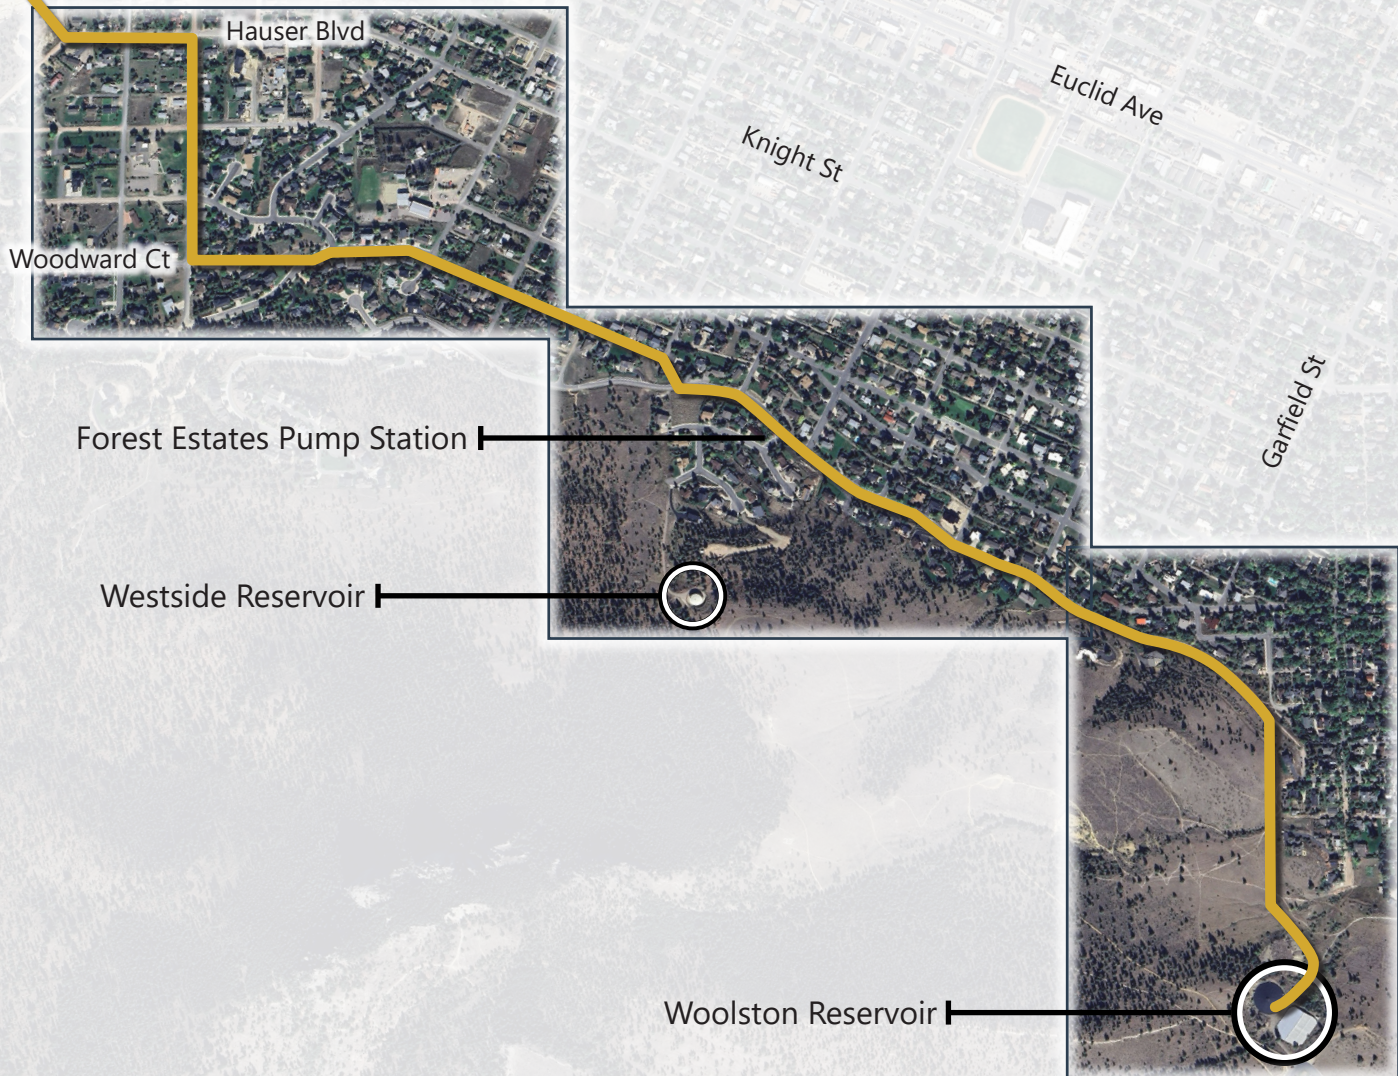 Hauser Blvd
Euclid Ave
Knight St
Woodward Ct
Garfield St
Forest Estates Pump Station
Westside Reservoir
Woolston Reservoir